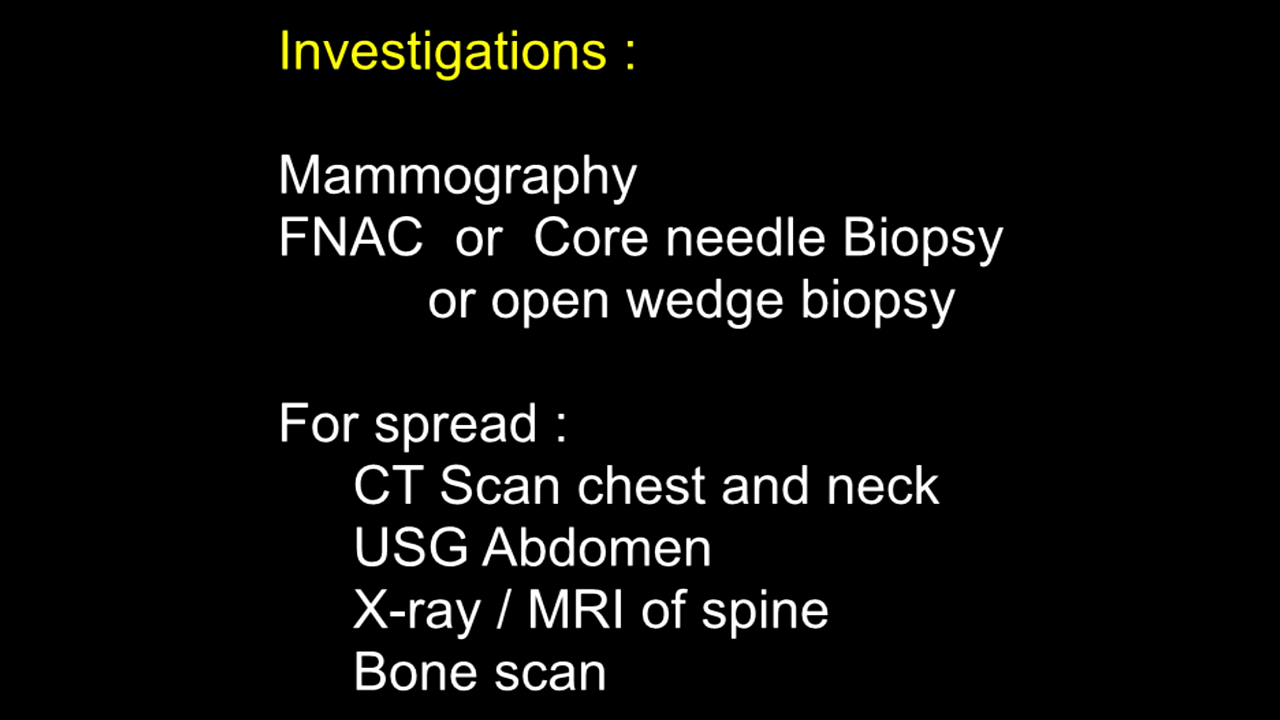 Investigations :
Mammography
FNAC or Core needle Biopsy
or open wedge biopsy
For spread :
CT Scan chest and neck
USG Abdomen
X-ray / MRI of spine
Bone scan